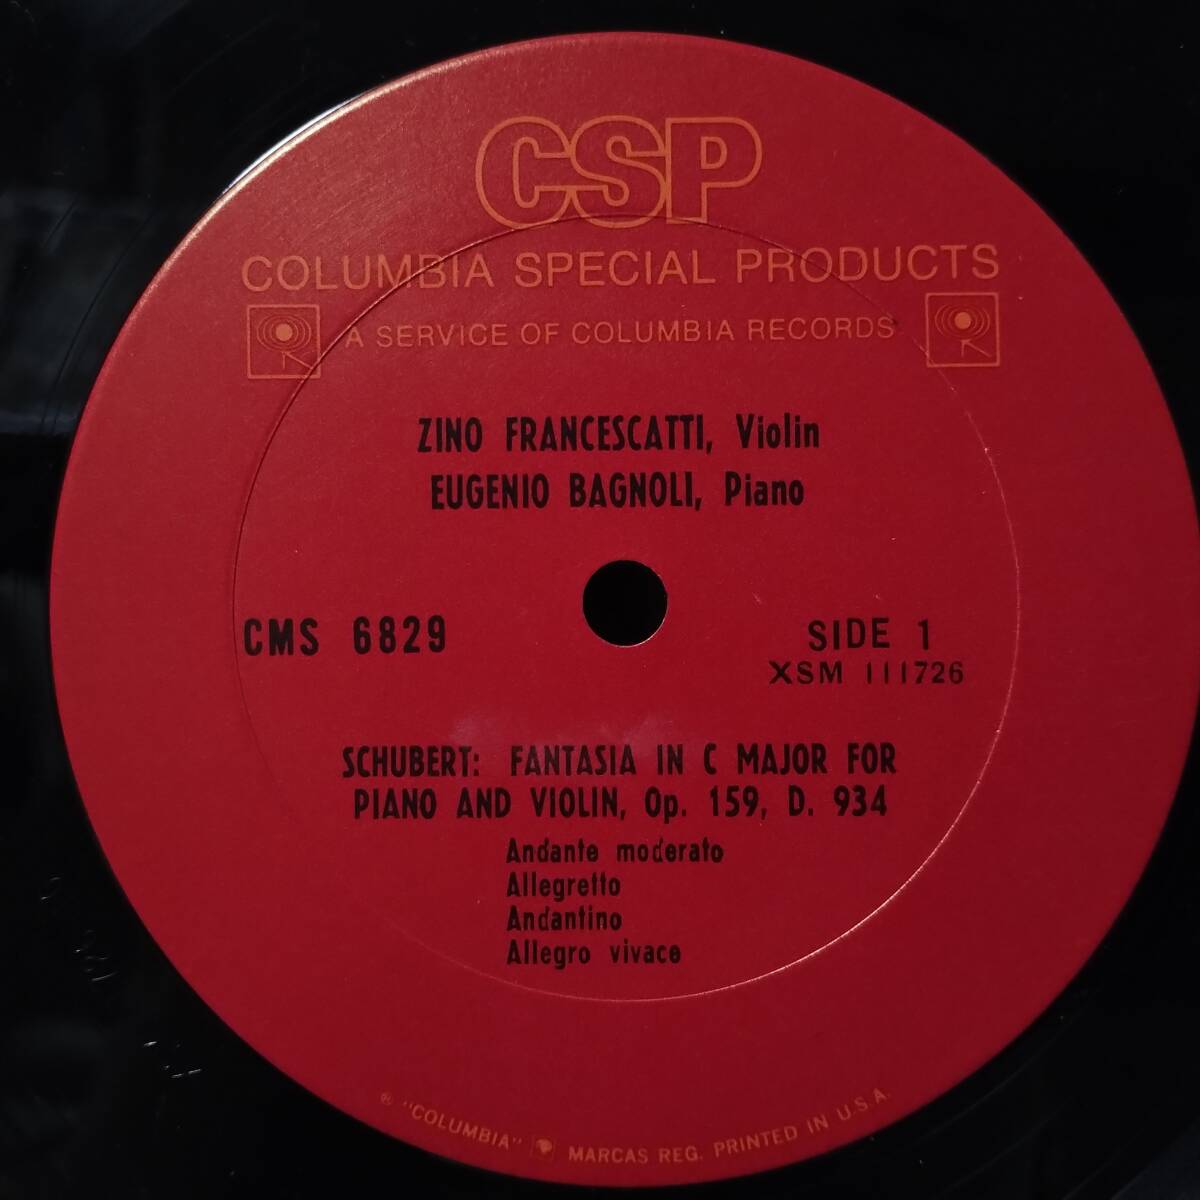 CSP
COLUMBIA SPECIAL PRODUCTS
A SERVICE OF COLUMBIA RECORDS
ZINO FRANCESCATTI, Violin
EUGENIO BAGNOLI, Piano
CMS 6829
SIDE 1
XSM 111726
SCHUBERT: FANTASIA IN C MAJOR FOR
PIANO AND VIOLIN, Op. 159, D. 934
Andante moderato
Allegretto
Andantino
Allegro vivace
® "COLUMBIA" MARCAS REG. PRINTED IN U.S.A.